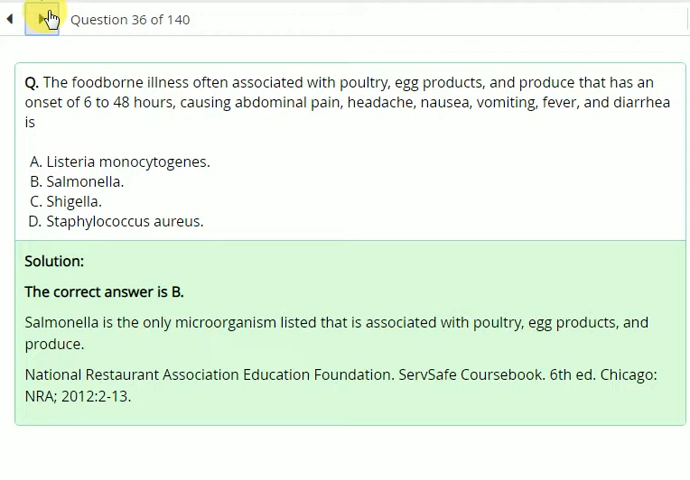 Question 36 of 140
Q. The foodborne illness often associated with poultry, egg products, and produce that has an
onset of 6 to 48 hours, causing abdominal pain, headache, nausea, vomiting, fever, and diarrhea
is
A. Listeria monocytogenes.
B. Salmonella.
C. Shigella.
D. Staphylococcus aureus.
Solution:
The correct answer is B.
Salmonella is the only microorganism listed that is associated with poultry, egg products, and
produce.
National Restaurant Association Education Foundation. ServSafe Coursebook. 6th ed. Chicago:
NRA; 2012:2-13.